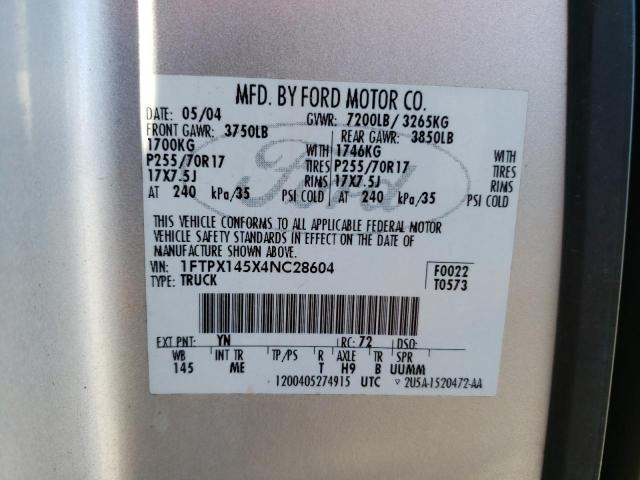 MFD. BY FORD MOTOR CO.
DATE: 05/04 GVWR: 7200LB/ 3265KG
FRONT GAWR: 3750LB REAR GAWR: 3850LB
1700KG WITH 1746KG WITH
P255/70R17 TIRES P255/70R17 TIRES
17X7.5J RIMS 17X7.5J RIMS
AT 240 kPa/35 PSI COLD AT 240 kPa/35 PSI COLD
Ford
THIS VEHICLE CONFORMS TO ALL APPLICABLE FEDERAL MOTOR
VEHICLE SAFETY STANDARDS IN EFFECT ON THE DATE OF
MANUFACTURE SHOWN ABOVE.
VIN: 1FTPX145X4NC28604 F0022
TYPE: TRUCK T0573
EXT PNT: YN RC: 72 DSO:
WB INT TR TP/PS R AXLE TR SPR
145 ME T H9 B UUMM
1200405274915 UTC 2U5A-1520472-AA